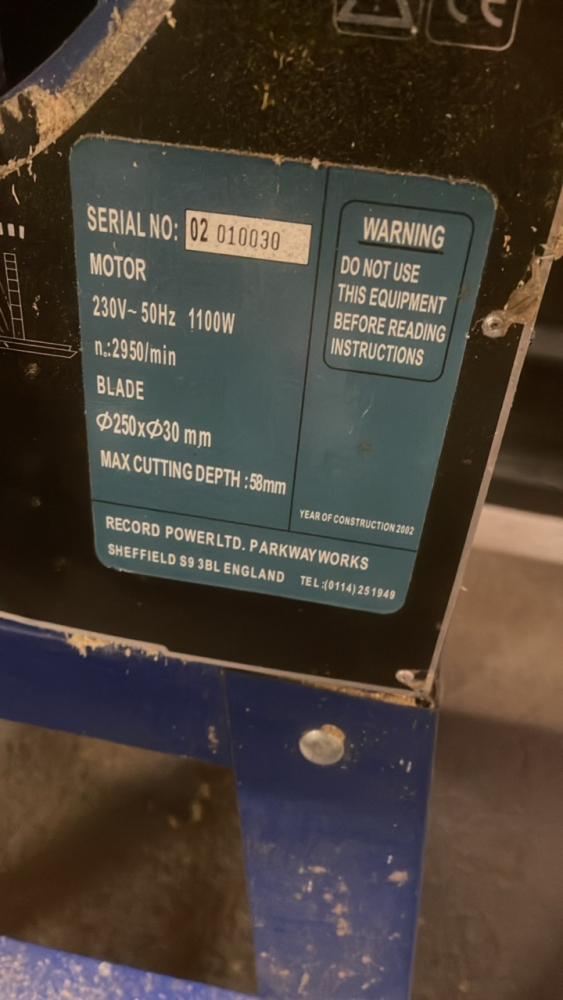 CE
SERIAL NO: 02 010030
MOTOR
230V~ 50Hz 1100W
n.:2950/min
BLADE
Φ250xΦ30 mm
MAX CUTTING DEPTH :58mm
WARNING
DO NOT USE
THIS EQUIPMENT
BEFORE READING
INSTRUCTIONS
YEAR OF CONSTRUCTION 2002
RECORD POWER LTD. PARKWAY WORKS
SHEFFIELD S9 3BL ENGLAND TEL:(0114) 251949